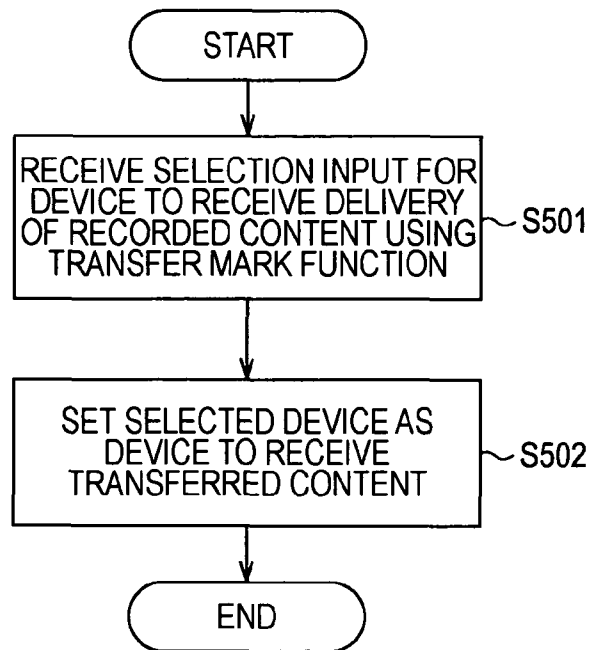 START
RECEIVE SELECTION INPUT FOR
DEVICE TO RECEIVE DELIVERY
OF RECORDED CONTENT USING
TRANSFER MARK FUNCTION
S501
SET SELECTED DEVICE AS
DEVICE TO RECEIVE
TRANSFERRED CONTENT
S502
END